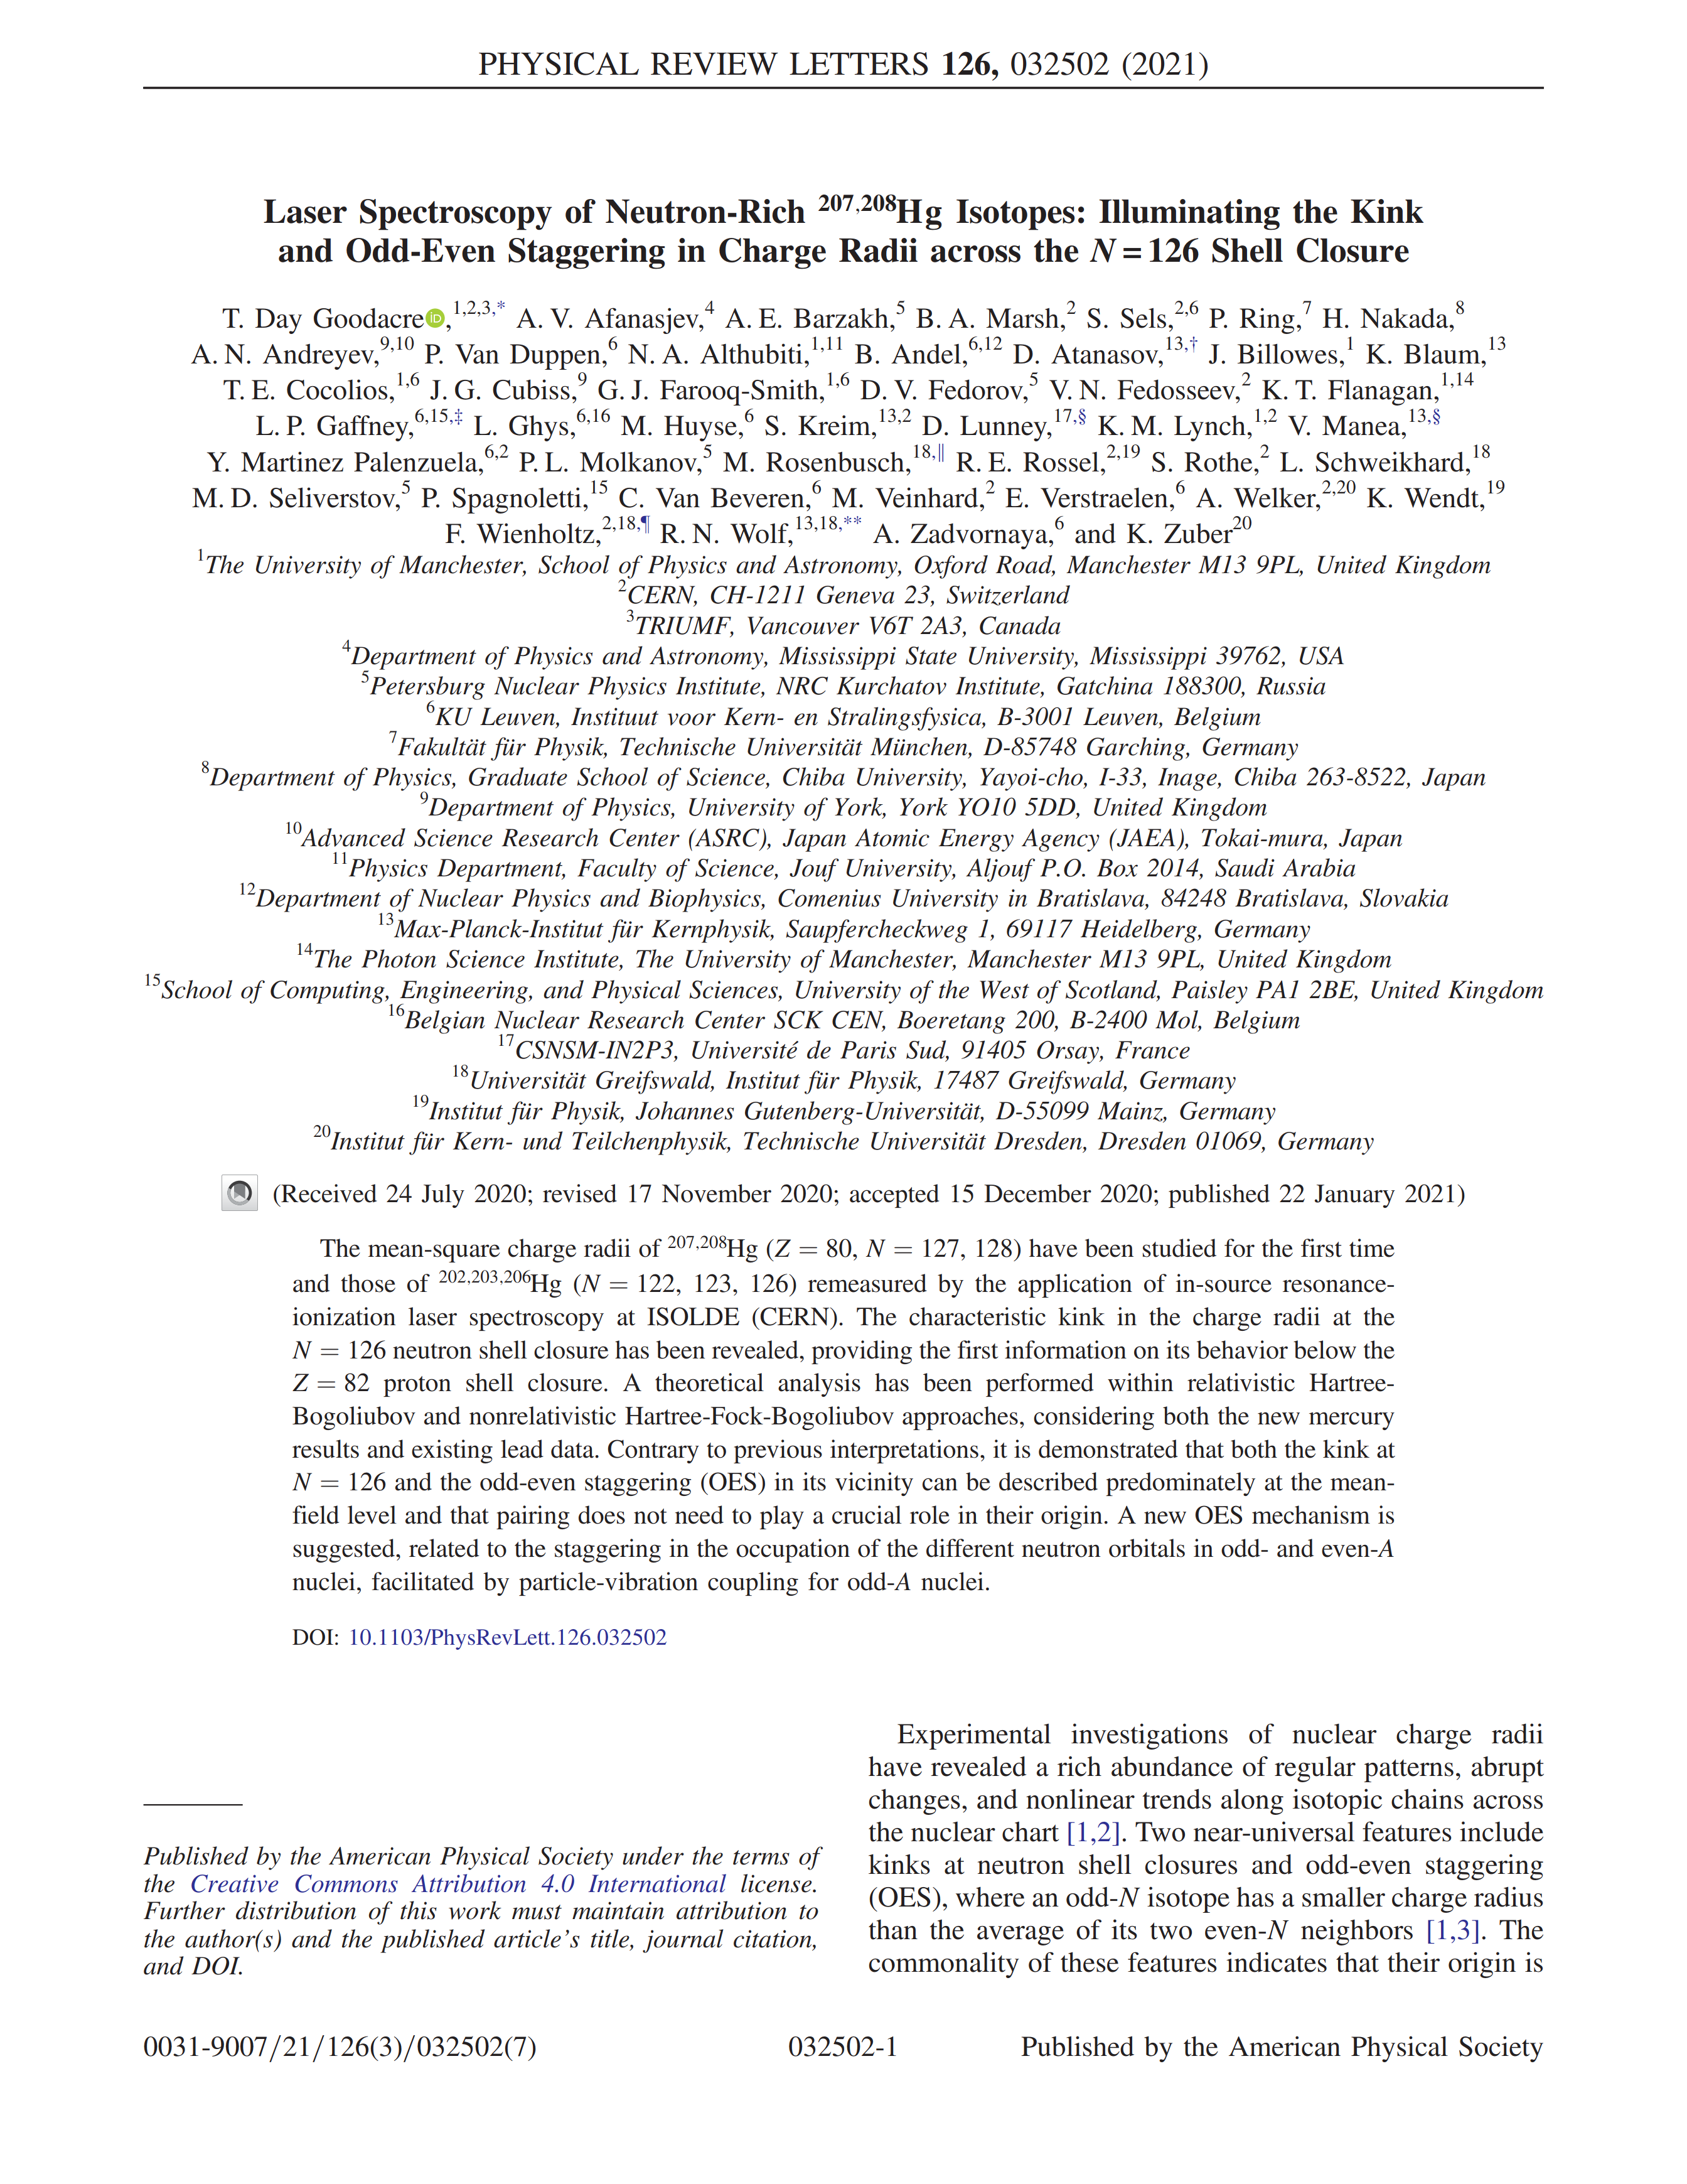 PHYSICAL REVIEW LETTERS 126, 032502 (2021)
Laser Spectroscopy of Neutron-Rich 207,208Hg Isotopes: Illuminating the Kink
and Odd-Even Staggering in Charge Radii across the N = 126 Shell Closure
T. Day Goodacre iD,1,2,3,* A. V. Afanasjev,4 A. E. Barzakh,5 B. A. Marsh,2 S. Sels,2,6 P. Ring,7 H. Nakada,8
A. N. Andreyev,9,10 P. Van Duppen,6 N. A. Althubiti,1,11 B. Andel,6,12 D. Atanasov,13,† J. Billowes,1 K. Blaum,13
T. E. Cocolios,1,6 J. G. Cubiss,9 G. J. Farooq-Smith,1,6 D. V. Fedorov,5 V. N. Fedosseev,2 K. T. Flanagan,1,14
L. P. Gaffney,6,15,‡ L. Ghys,6,16 M. Huyse,6 S. Kreim,13,2 D. Lunney,17,§ K. M. Lynch,1,2 V. Manea,13,§
Y. Martinez Palenzuela,6,2 P. L. Molkanov,5 M. Rosenbusch,18,∥ R. E. Rossel,2,19 S. Rothe,2 L. Schweikhard,18
M. D. Seliverstov,5 P. Spagnoletti,15 C. Van Beveren,6 M. Veinhard,2 E. Verstraelen,6 A. Welker,2,20 K. Wendt,19
F. Wienholtz,2,18,¶ R. N. Wolf,13,18,** A. Zadvornaya,6 and K. Zuber20
1The University of Manchester, School of Physics and Astronomy, Oxford Road, Manchester M13 9PL, United Kingdom
2CERN, CH-1211 Geneva 23, Switzerland
3TRIUMF, Vancouver V6T 2A3, Canada
4Department of Physics and Astronomy, Mississippi State University, Mississippi 39762, USA
5Petersburg Nuclear Physics Institute, NRC Kurchatov Institute, Gatchina 188300, Russia
6KU Leuven, Instituut voor Kern- en Stralingsfysica, B-3001 Leuven, Belgium
7Fakultät für Physik, Technische Universität München, D-85748 Garching, Germany
8Department of Physics, Graduate School of Science, Chiba University, Yayoi-cho, I-33, Inage, Chiba 263-8522, Japan
9Department of Physics, University of York, York YO10 5DD, United Kingdom
10Advanced Science Research Center (ASRC), Japan Atomic Energy Agency (JAEA), Tokai-mura, Japan
11Physics Department, Faculty of Science, Jouf University, Aljouf P.O. Box 2014, Saudi Arabia
12Department of Nuclear Physics and Biophysics, Comenius University in Bratislava, 84248 Bratislava, Slovakia
13Max-Planck-Institut für Kernphysik, Saupfercheckweg 1, 69117 Heidelberg, Germany
14The Photon Science Institute, The University of Manchester, Manchester M13 9PL, United Kingdom
15School of Computing, Engineering, and Physical Sciences, University of the West of Scotland, Paisley PA1 2BE, United Kingdom
16Belgian Nuclear Research Center SCK CEN, Boeretang 200, B-2400 Mol, Belgium
17CSNSM-IN2P3, Université de Paris Sud, 91405 Orsay, France
18Universität Greifswald, Institut für Physik, 17487 Greifswald, Germany
19Institut für Physik, Johannes Gutenberg-Universität, D-55099 Mainz, Germany
20Institut für Kern- und Teilchenphysik, Technische Universität Dresden, Dresden 01069, Germany
(Received 24 July 2020; revised 17 November 2020; accepted 15 December 2020; published 22 January 2021)
The mean-square charge radii of 207,208Hg (Z = 80, N = 127, 128) have been studied for the first time
and those of 202,203,206Hg (N = 122, 123, 126) remeasured by the application of in-source resonance-
ionization laser spectroscopy at ISOLDE (CERN). The characteristic kink in the charge radii at the
N = 126 neutron shell closure has been revealed, providing the first information on its behavior below the
Z = 82 proton shell closure. A theoretical analysis has been performed within relativistic Hartree-
Bogoliubov and nonrelativistic Hartree-Fock-Bogoliubov approaches, considering both the new mercury
results and existing lead data. Contrary to previous interpretations, it is demonstrated that both the kink at
N = 126 and the odd-even staggering (OES) in its vicinity can be described predominately at the mean-
field level and that pairing does not need to play a crucial role in their origin. A new OES mechanism is
suggested, related to the staggering in the occupation of the different neutron orbitals in odd- and even-A
nuclei, facilitated by particle-vibration coupling for odd-A nuclei.
DOI: 10.1103/PhysRevLett.126.032502
Published by the American Physical Society under the terms of
the Creative Commons Attribution 4.0 International license.
Further distribution of this work must maintain attribution to
the author(s) and the published article's title, journal citation,
and DOI.
Experimental investigations of nuclear charge radii
have revealed a rich abundance of regular patterns, abrupt
changes, and nonlinear trends along isotopic chains across
the nuclear chart [1,2]. Two near-universal features include
kinks at neutron shell closures and odd-even staggering
(OES), where an odd-N isotope has a smaller charge radius
than the average of its two even-N neighbors [1,3]. The
commonality of these features indicates that their origin is
0031-9007/21/126(3)/032502(7)
032502-1
Published by the American Physical Society